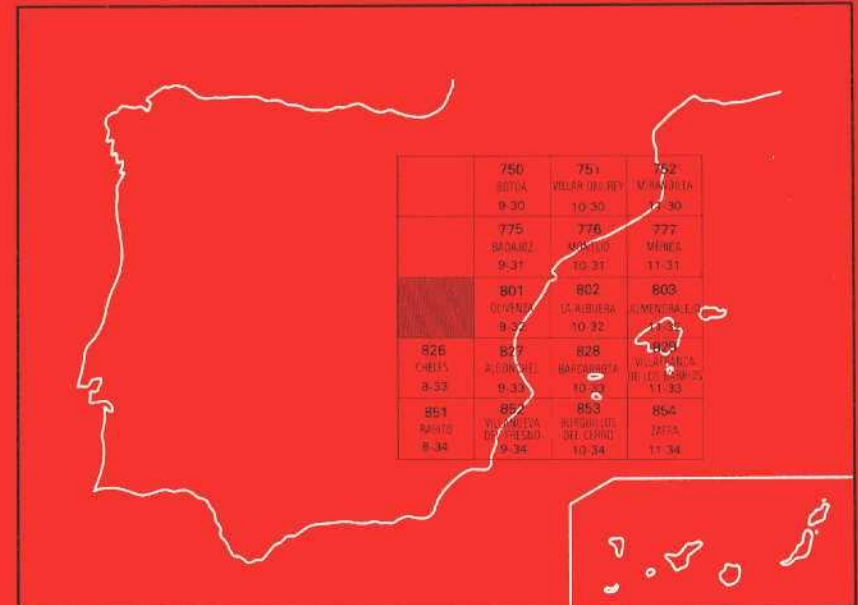 750
BOTOA
9-30
751
VILLAR DEL REY
10-30
752
MIRANDILLA
11-30
775
BADAJOZ
9-31
776
MONTIJO
10-31
777
MERIDA
11-31
801
OLIVENZA
9-32
802
LA ALBUERA
10-32
803
ALMENDRALEJO
11-32
826
CHELES
8-33
827
ALCONCHEL
9-33
828
BARCARROTA
10-33
829
VILLAFRANCA
DE LOS BARROS
11-33
851
8-34
852
VILLANUEVA
DEL FRESNO
9-34
853
BURGUILLOS
DEL CERRO
10-34
854
ZAFRA
11-34